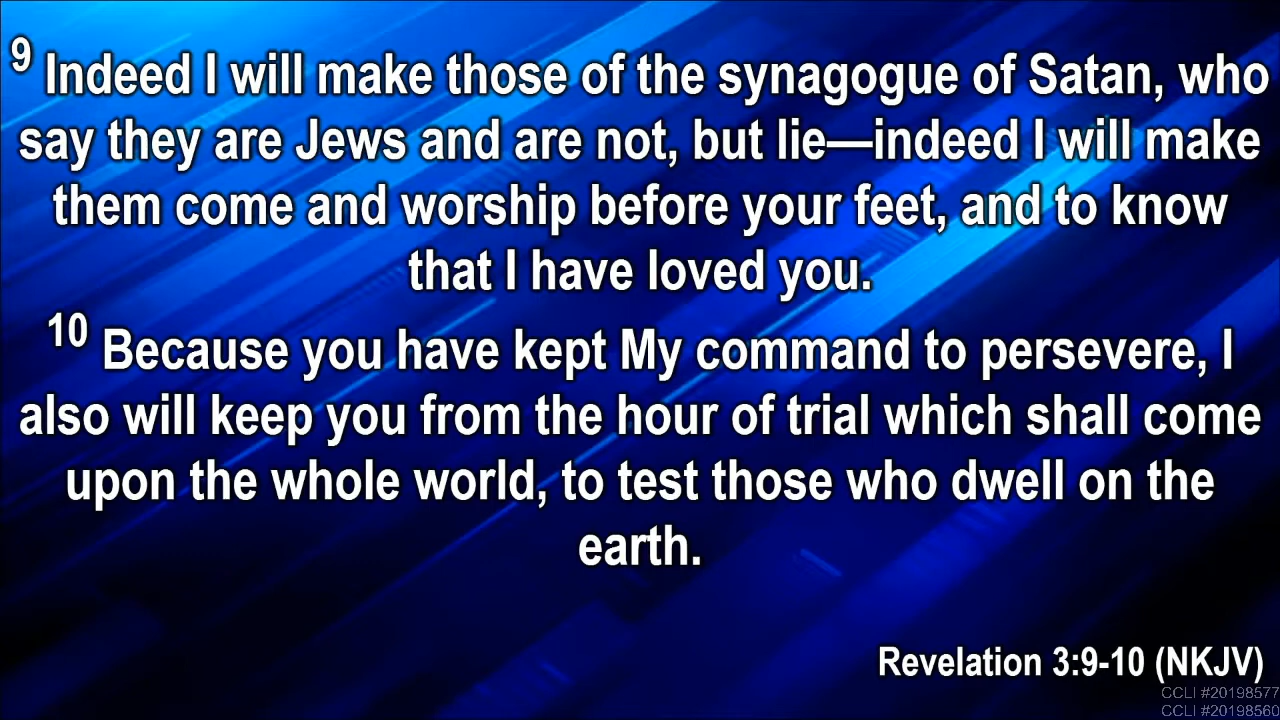 9 Indeed I will make those of the synagogue of Satan, who
say they are Jews and are not, but lie—indeed I will make
them come and worship before your feet, and to know
that I have loved you.
10 Because you have kept My command to persevere, I
also will keep you from the hour of trial which shall come
upon the whole world, to test those who dwell on the
earth.
Revelation 3:9-10 (NKJV)
CCLI #20198577
CCLI #20198560